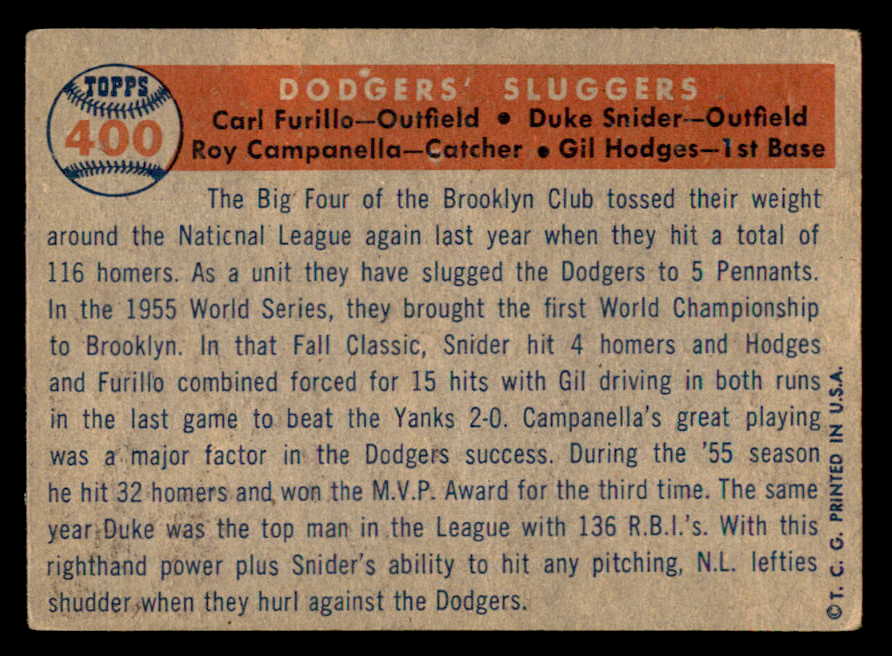 TOPPS
400
DODGERS' SLUGGERS
Carl Furillo—Outfield • Duke Snider—Outfield
Roy Campanella—Catcher • Gil Hodges—1st Base
The Big Four of the Brooklyn Club tossed their weight
around the National League again last year when they hit a total of
116 homers. As a unit they have slugged the Dodgers to 5 Pennants.
In the 1955 World Series, they brought the first World Championship
to Brooklyn. In that Fall Classic, Snider hit 4 homers and Hodges
and Furillo combined forced for 15 hits with Gil driving in both runs
in the last game to beat the Yanks 2-0. Campanella's great playing
was a major factor in the Dodgers success. During the '55 season
he hit 32 homers and won the M.V.P. Award for the third time. The same
year Duke was the top man in the League with 136 R.B.I.'s. With this
righthand power plus Snider's ability to hit any pitching, N.L. lefties
shudder when they hurl against the Dodgers.
©T. C. G. PRINTED IN U.S.A.